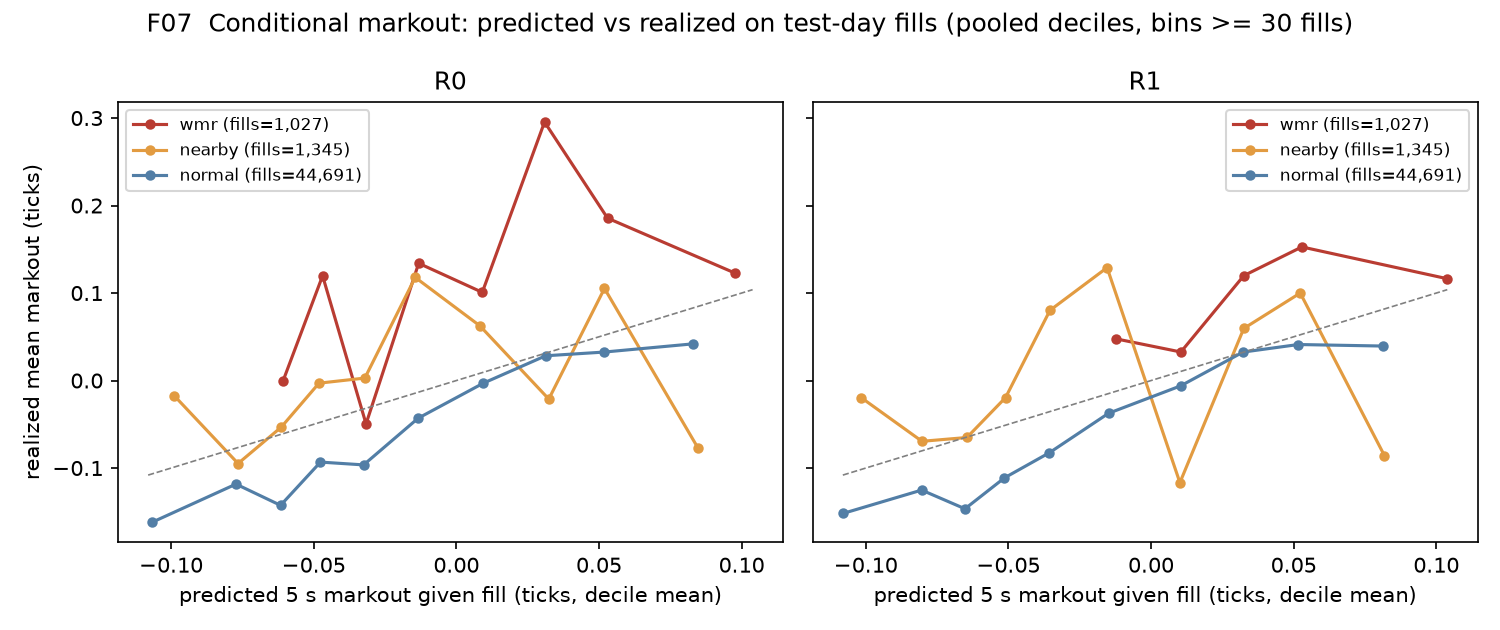 F07  Conditional markout: predicted vs realized on test-day fills (pooled deciles, bins >= 30 fills)
R0
wmr (fills=1,027)
nearby (fills=1,345)
normal (fills=44,691)
realized mean markout (ticks)
0.3
0.2
0.1
0.0
−0.1
−0.10
−0.05
0.00
0.05
0.10
predicted 5 s markout given fill (ticks, decile mean)
R1
wmr (fills=1,027)
nearby (fills=1,345)
normal (fills=44,691)
−0.10
−0.05
0.00
0.05
0.10
predicted 5 s markout given fill (ticks, decile mean)